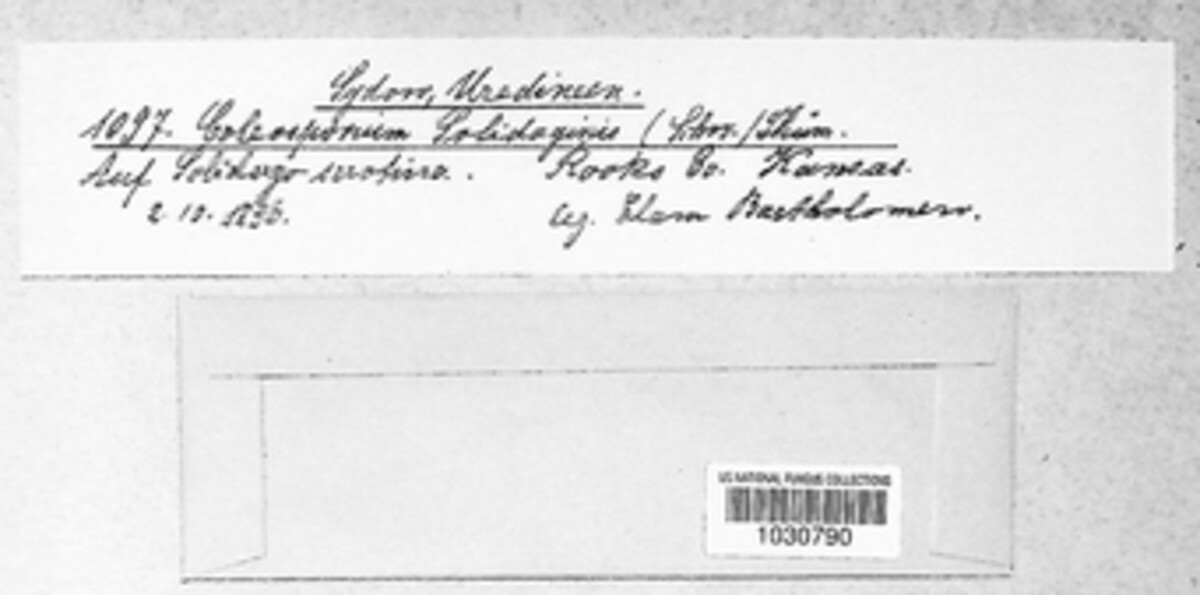 Sydow, Uredineen.
1097. Coleosporium Solidaginis (Schw.) Thüm.
Auf Solidago serotina. Rooks Co. Kansas.
2. 10. 1896. leg. Elam Bartholomew.
US NATIONAL FUNGUS COLLECTIONS
1030790